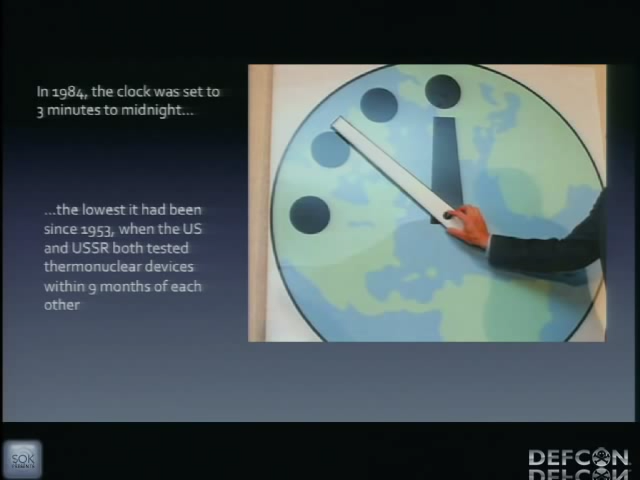 In 1984, the clock was set to
3 minutes to midnight...
...the lowest it had been
since 1953, when the US
and USSR both tested
thermonuclear devices
within 9 months of each
other
SOK
DEFCON